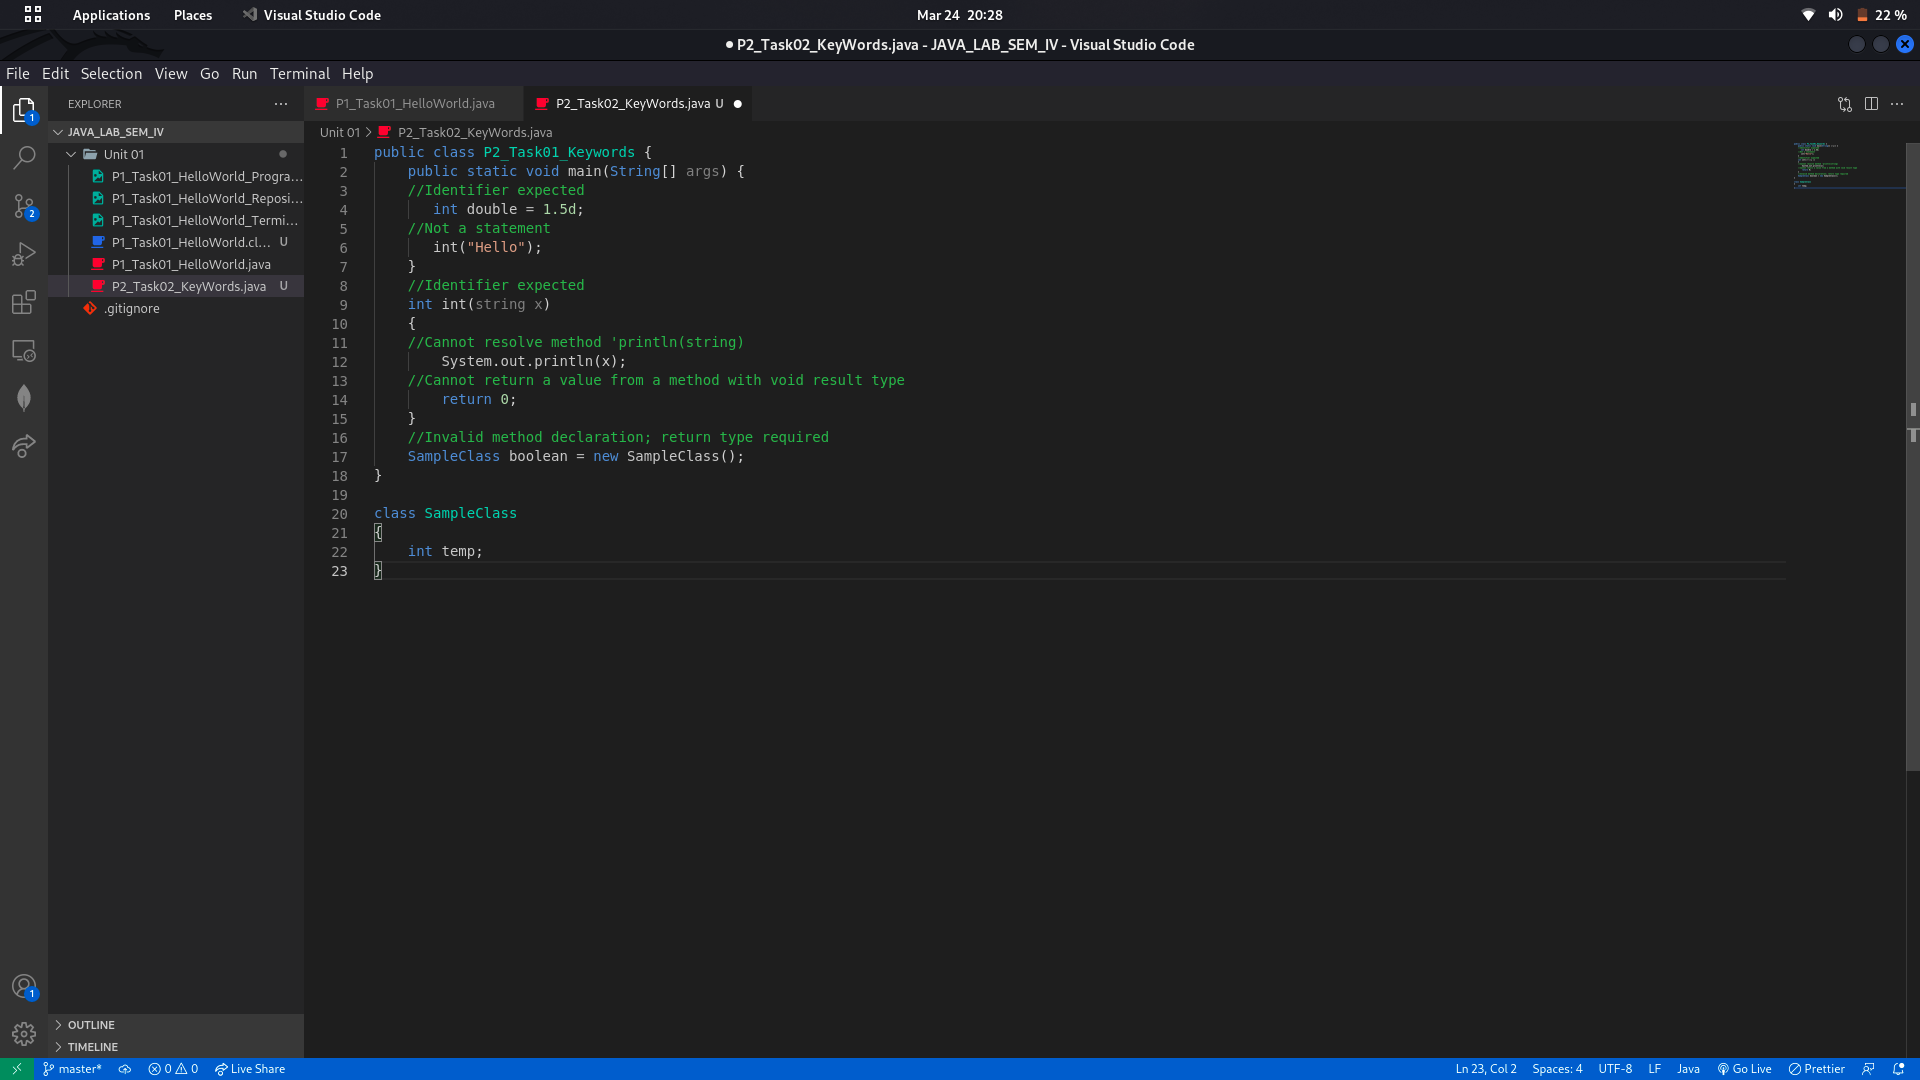 Applications Places Visual Studio Code Mar 24 20:28 22 %
● P2_Task02_KeyWords.java - JAVA_LAB_SEM_IV - Visual Studio Code
File Edit Selection View Go Run Terminal Help
EXPLORER ···
P1_Task01_HelloWorld.java P2_Task02_KeyWords.java U ●
JAVA_LAB_SEM_IV
Unit 01 > P2_Task02_KeyWords.java
Unit 01
P1_Task01_HelloWorld_Progra...
P1_Task01_HelloWorld_Reposi...
P1_Task01_HelloWorld_Termi...
P1_Task01_HelloWorld.cl... U
P1_Task01_HelloWorld.java
P2_Task02_KeyWords.java U
.gitignore
1
2
1
1 public class P2_Task01_Keywords {
2 public static void main(String[] args) {
3 //Identifier expected
4 int double = 1.5d;
5 //Not a statement
6 int("Hello");
7 }
8 //Identifier expected
9 int int(string x)
10 {
11 //Cannot resolve method 'println(string)
12 System.out.println(x);
13 //Cannot return a value from a method with void result type
14 return 0;
15 }
16 //Invalid method declaration; return type required
17 SampleClass boolean = new SampleClass();
18 }
19
20 class SampleClass
21 {
22 int temp;
23 }
OUTLINE
TIMELINE
master* 0 0 Live Share Ln 23, Col 2 Spaces: 4 UTF-8 LF Java Go Live Prettier